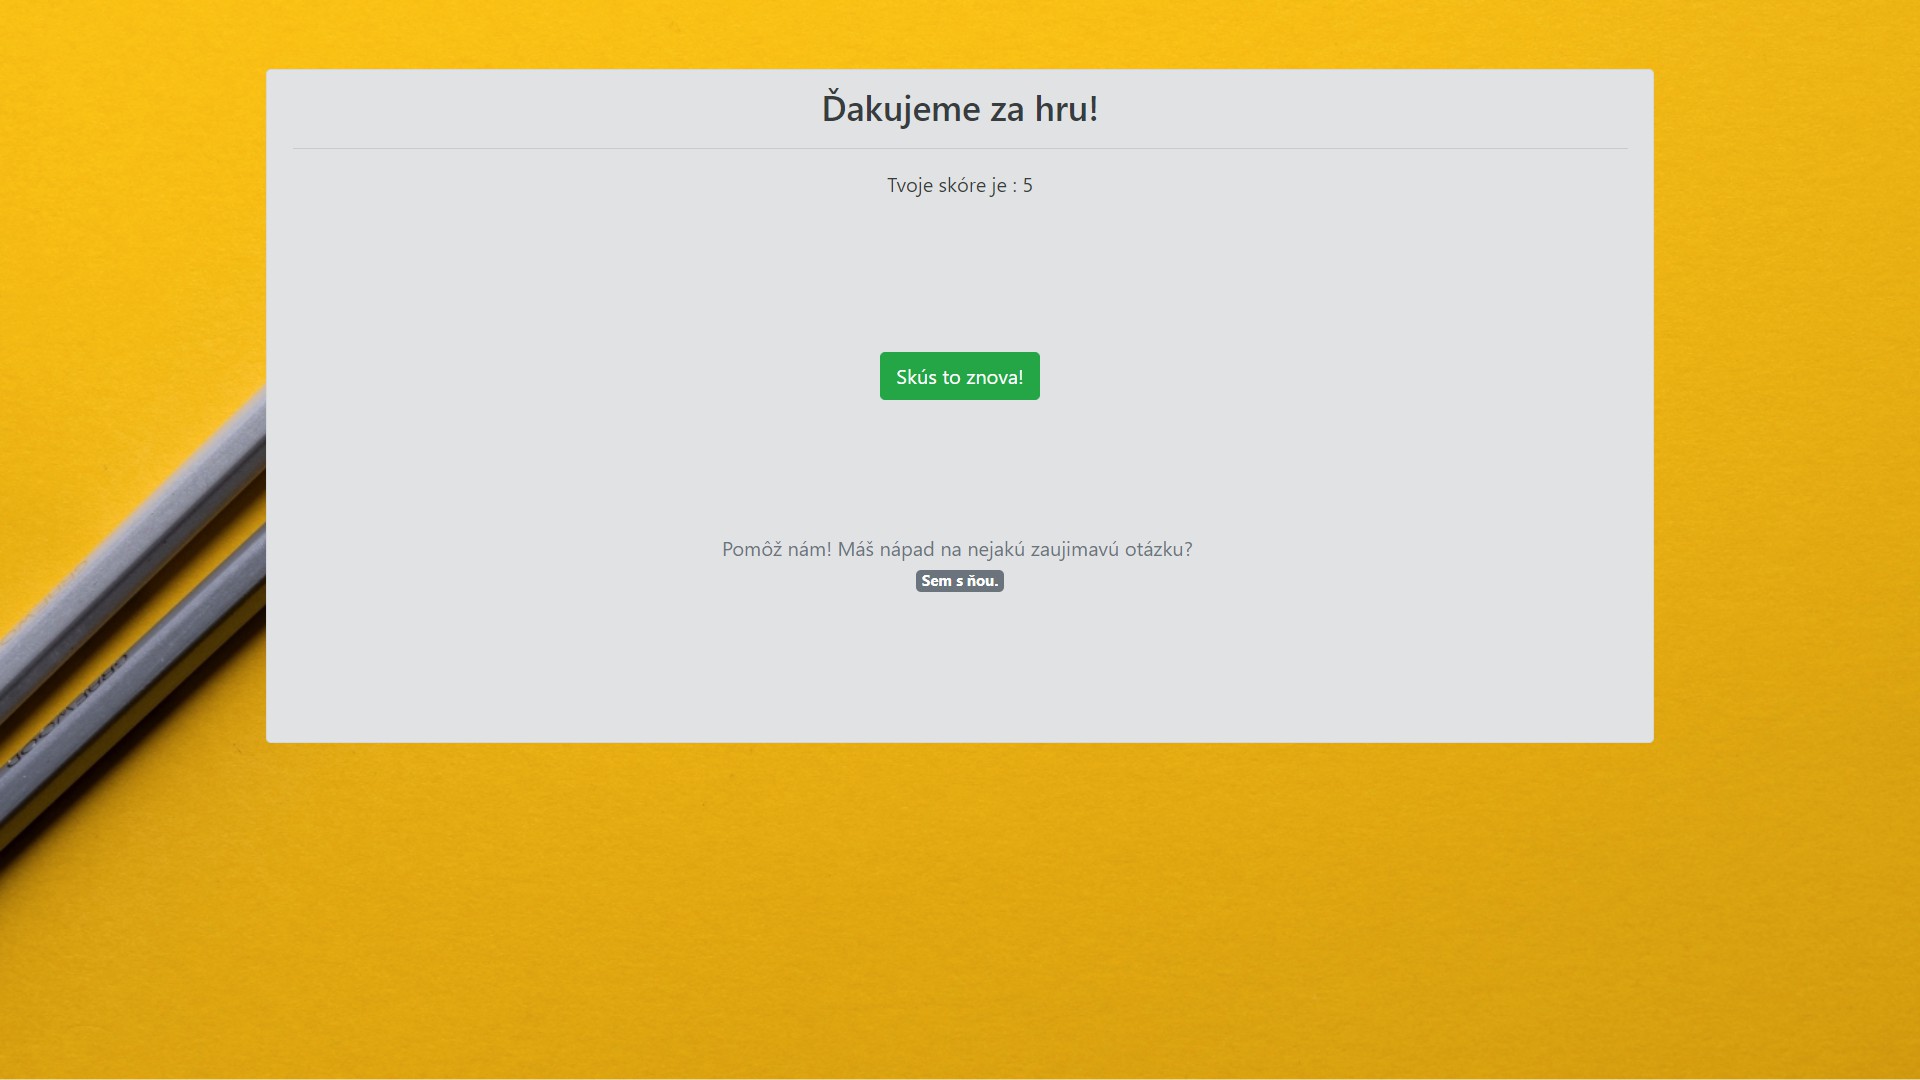 Ďakujeme za hru!
Tvoje skóre je : 5
Skús to znova!
Pomôž nám! Máš nápad na nejakú zaujimavú otázku?
Sem s ňou.